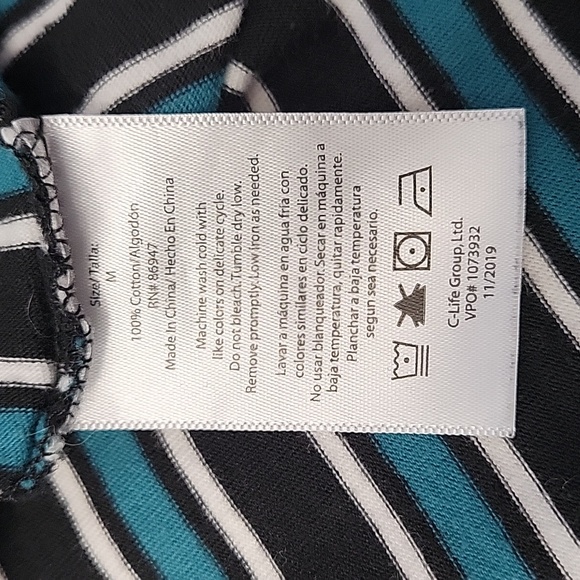 Size/ Talla:
M
100% Cotton/Algodón
RN# 86947
Made In China/ Hecho En China
Machine wash cold with
like colors on delicate cycle.
Do not bleach.Tumble dry low.
Remove promptly. Low iron as needed.
Lavar a máquina en agua fría con
colores similares en ciclo delicado.
No usar blanqueador. Secar en máquina a
baja temperatura, quitar rapidamente.
Planchar a baja temperatura
segun sea necesario.
C-Life Group, Ltd.
VPO# 1073932
11/2019